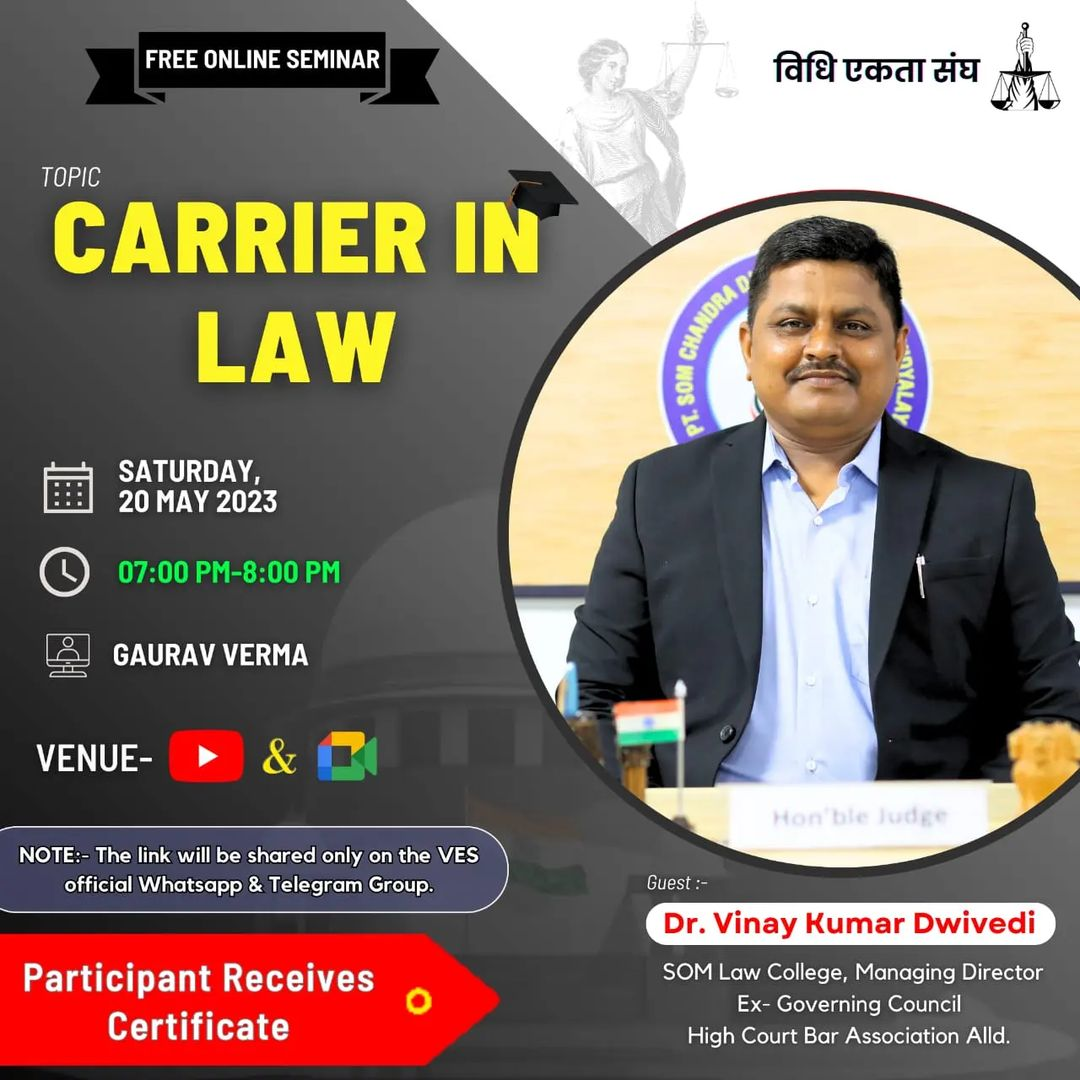 FREE ONLINE SEMINAR
विधि एकता संघ
TOPIC
CARRIER IN
LAW
SATURDAY,
20 MAY 2023
07:00 PM-8:00 PM
GAURAV VERMA
VENUE- &
NOTE:- The link will be shared only on the VES
official Whatsapp & Telegram Group.
Participant Receives
Certificate
PT. SOM CHANDRA
Hon'ble Judge
Guest :-
Dr. Vinay Kumar Dwivedi
SOM Law College, Managing Director
Ex- Governing Council
High Court Bar Association Alld.